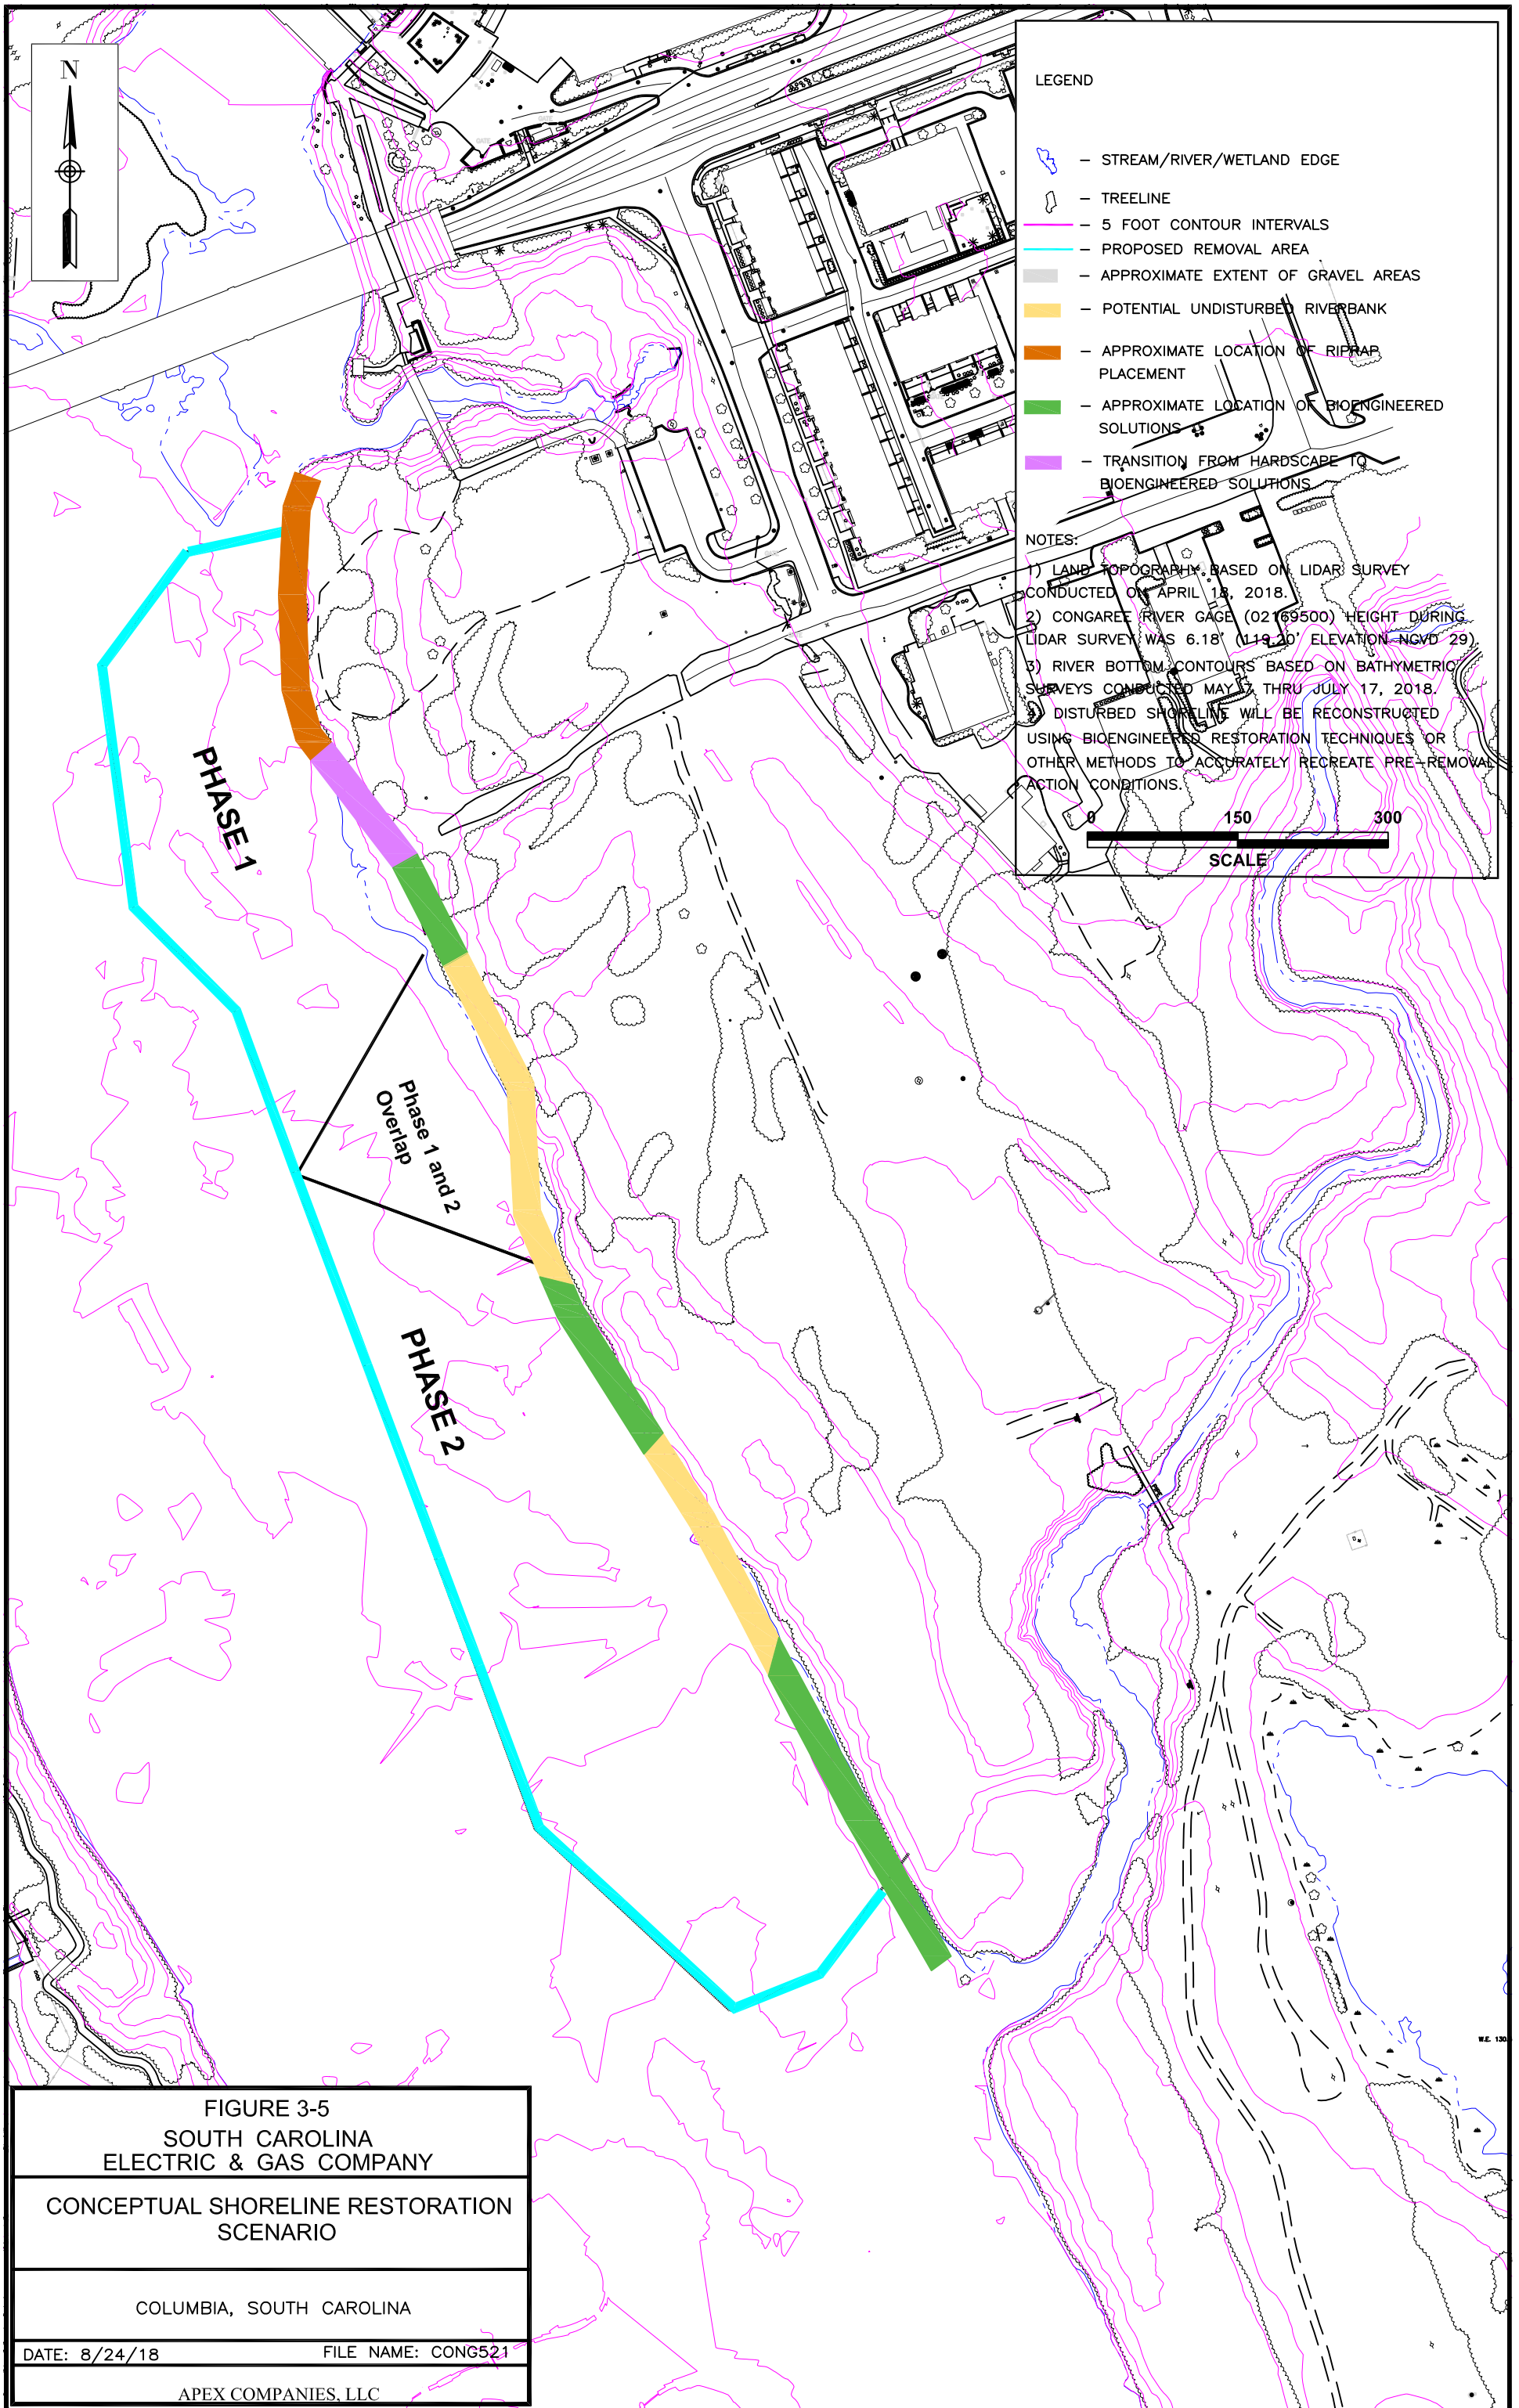 N
LEGEND
– STREAM/RIVER/WETLAND EDGE
– TREELINE
– 5 FOOT CONTOUR INTERVALS
– PROPOSED REMOVAL AREA
– APPROXIMATE EXTENT OF GRAVEL AREAS
– POTENTIAL UNDISTURBED RIVERBANK
– APPROXIMATE LOCATION OF RIPRAP
PLACEMENT
– APPROXIMATE LOCATION OF BIOENGINEERED
SOLUTIONS
– TRANSITION FROM HARDSCAPE TO
BIOENGINEERED SOLUTIONS
NOTES:
1) LAND TOPOGRAPHY BASED ON LIDAR SURVEY
CONDUCTED ON APRIL 18, 2018.
2) CONGAREE RIVER GAGE (02169500) HEIGHT DURING
LIDAR SURVEY WAS 6.18' (119.20' ELEVATION NGVD 29).
3) RIVER BOTTOM CONTOURS BASED ON BATHYMETRIC
SURVEYS CONDUCTED MAY 7 THRU JULY 17, 2018.
4) DISTURBED SHORELINE WILL BE RECONSTRUCTED
USING BIOENGINEERED RESTORATION TECHNIQUES OR
OTHER METHODS TO ACCURATELY RECREATE PRE–REMOVAL
ACTION CONDITIONS.
0 150 300
SCALE
GATE
GATE
PHASE 1
Phase 1 and 2
Overlap
PHASE 2
FIGURE 3-5
SOUTH CAROLINA
ELECTRIC & GAS COMPANY
CONCEPTUAL SHORELINE RESTORATION
SCENARIO
COLUMBIA, SOUTH CAROLINA
DATE: 8/24/18 FILE NAME: CONG521
APEX COMPANIES, LLC